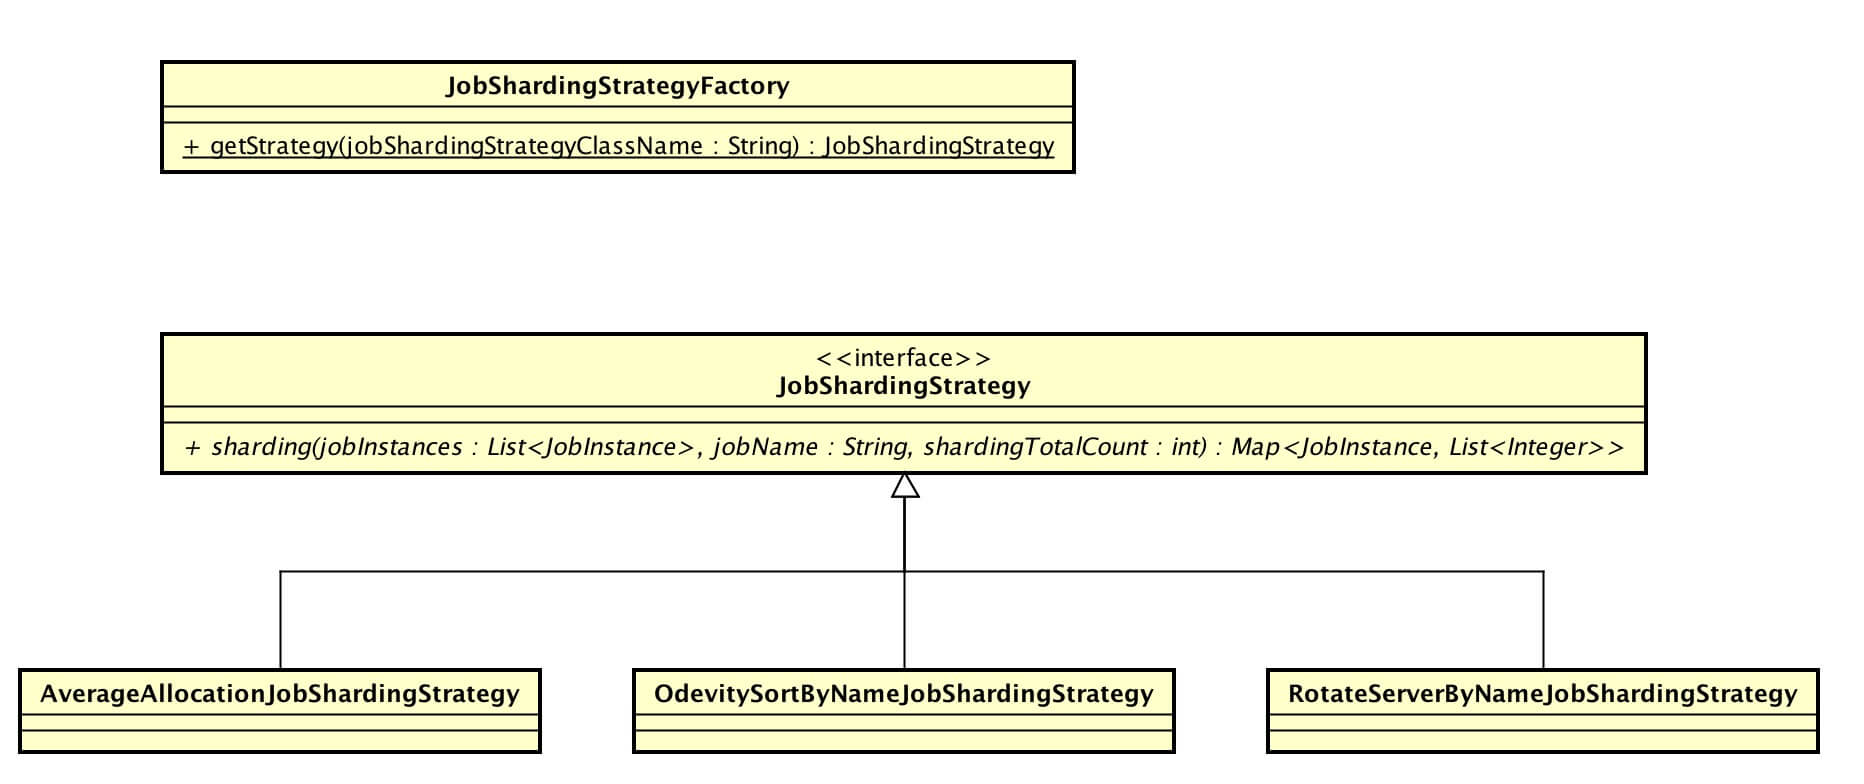 JobShardingStrategyFactory
+ getStrategy(jobShardingStrategyClassName : String) : JobShardingStrategy
<<interface>>
JobShardingStrategy
+ sharding(jobInstances : List<JobInstance>, jobName : String, shardingTotalCount : int) : Map<JobInstance, List<Integer>>
AverageAllocationJobShardingStrategy
OdevitySortByNameJobShardingStrategy
RotateServerByNameJobShardingStrategy